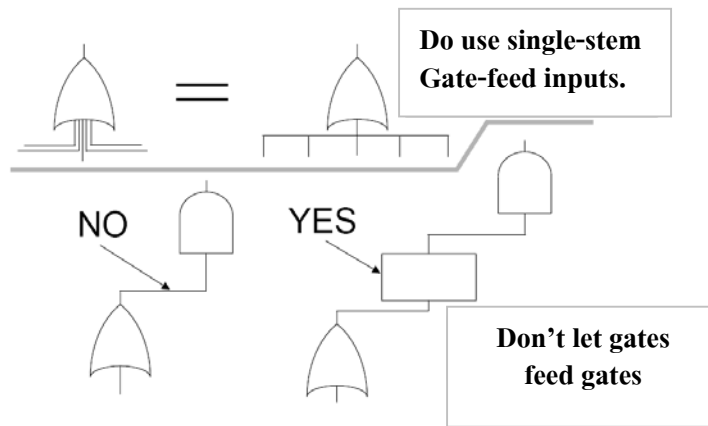 Do use single-stem
Gate-feed inputs.
NO
YES
Don’t let gates
feed gates